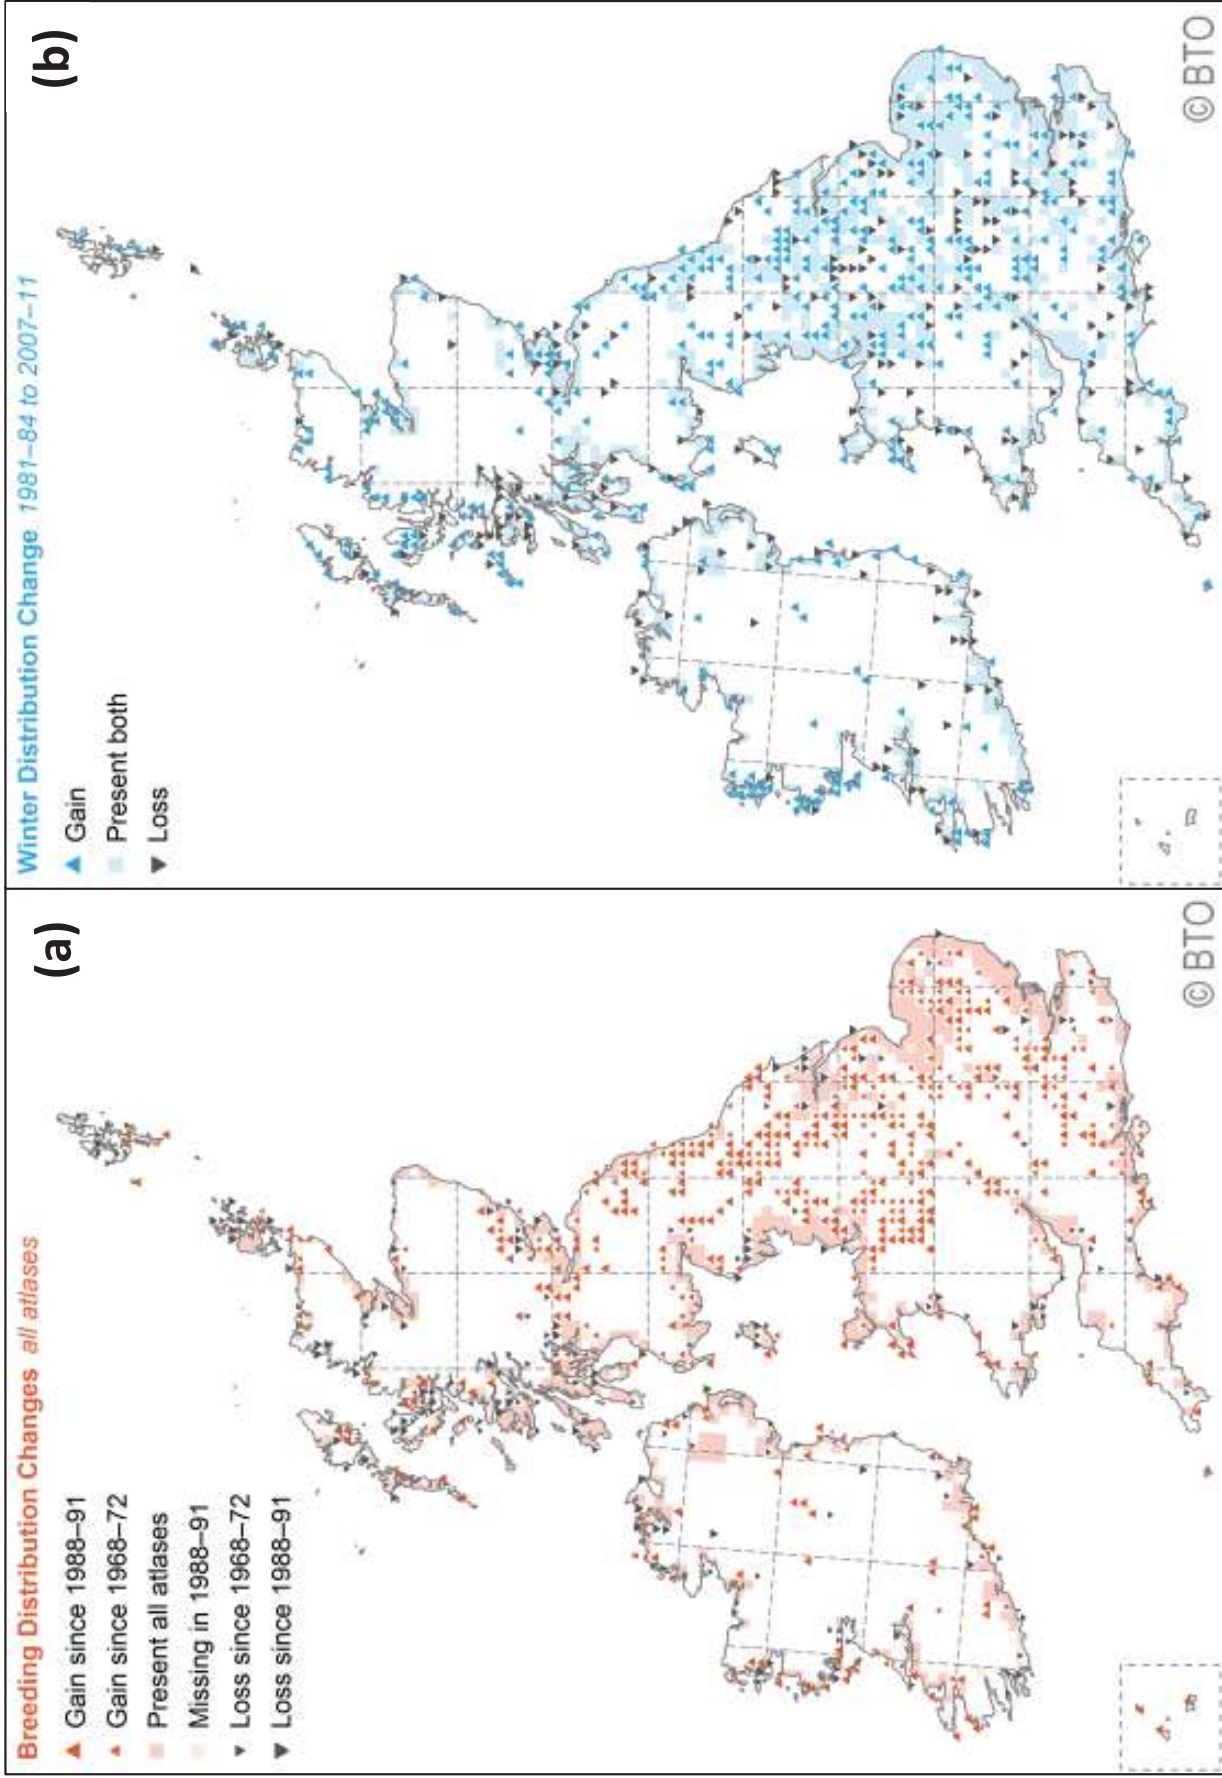 Breeding Distribution Changes all atlases
(a)
Gain since 1988–91
Gain since 1968–72
Present all atlases
Missing in 1988–91
Loss since 1968–72
Loss since 1988–91
© BTO
Winter Distribution Change 1981–84 to 2007–11
(b)
Gain
Present both
Loss
© BTO